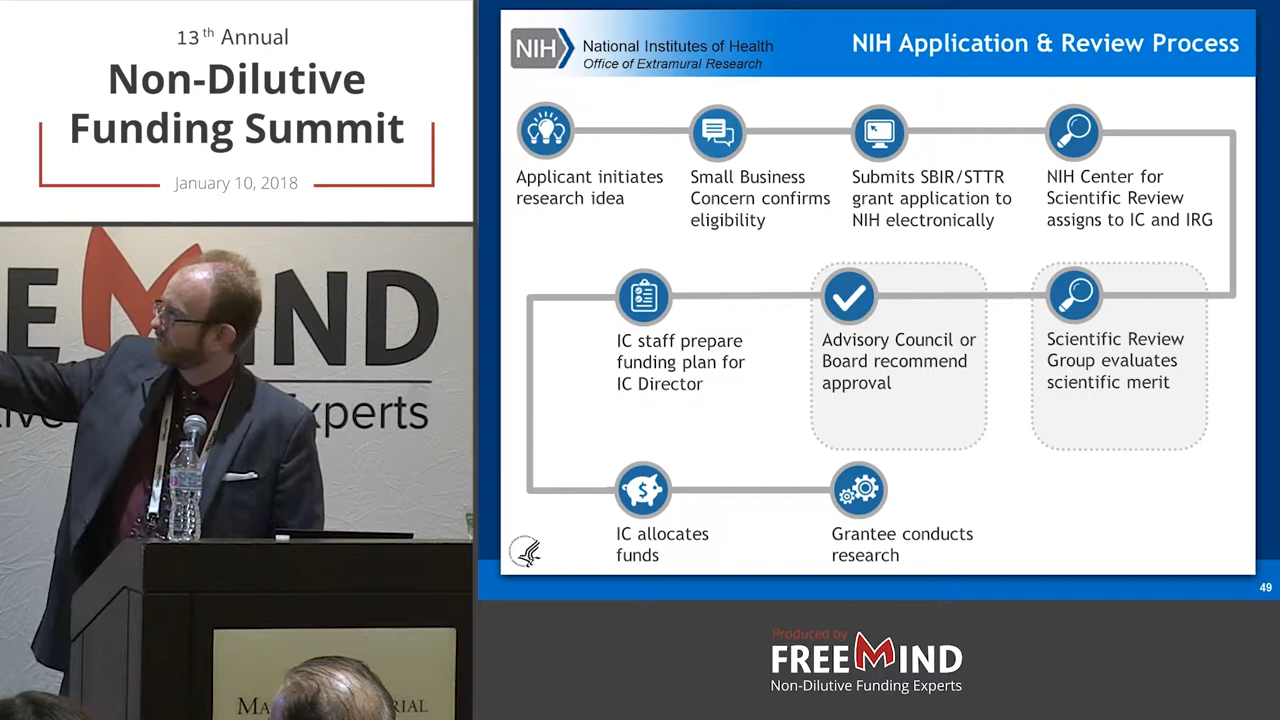 13th Annual
Non-Dilutive
Funding Summit
January 10, 2018
E MIND
xperts
NIH
National Institutes of Health
Office of Extramural Research
NIH Application & Review Process
Applicant initiates
research idea
Small Business
Concern confirms
eligibility
Submits SBIR/STTR
grant application to
NIH electronically
NIH Center for
Scientific Review
assigns to IC and IRG
IC staff prepare
funding plan for
IC Director
Advisory Council or
Board recommend
approval
Scientific Review
Group evaluates
scientific merit
IC allocates
funds
Grantee conducts
research
49
Produced by
FREEMIND
Non-Dilutive Funding Experts